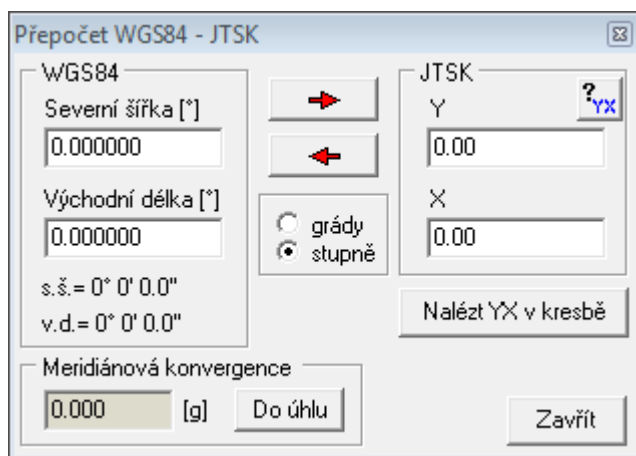 Přepočet WGS84 - JTSK
WGS84
Severní šířka [°]
0.000000
Východní délka [°]
0.000000
s.š.= 0° 0' 0.0"
v.d.= 0° 0' 0.0"
grády
stupně
JTSK
?YX
Y
0.00
X
0.00
Nalézt YX v kresbě
Meridiánová konvergence
0.000 [g] Do úhlu
Zavřít